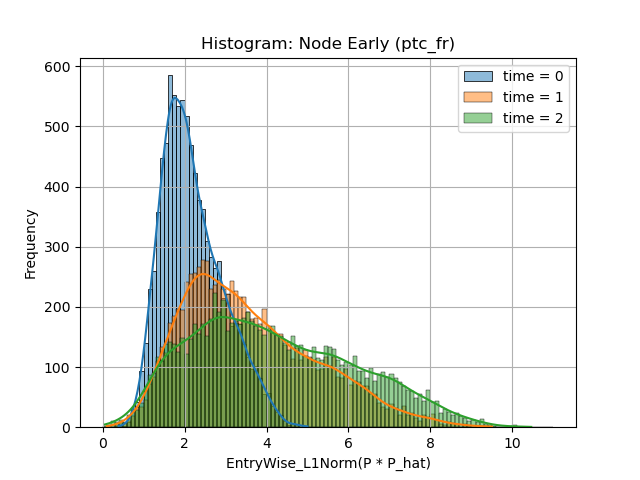 Histogram: Node Early (ptc_fr)
time = 0
time = 1
time = 2
Frequency
600
500
400
300
200
100
0
0 2 4 6 8 10
EntryWise_L1Norm(P * P_hat)